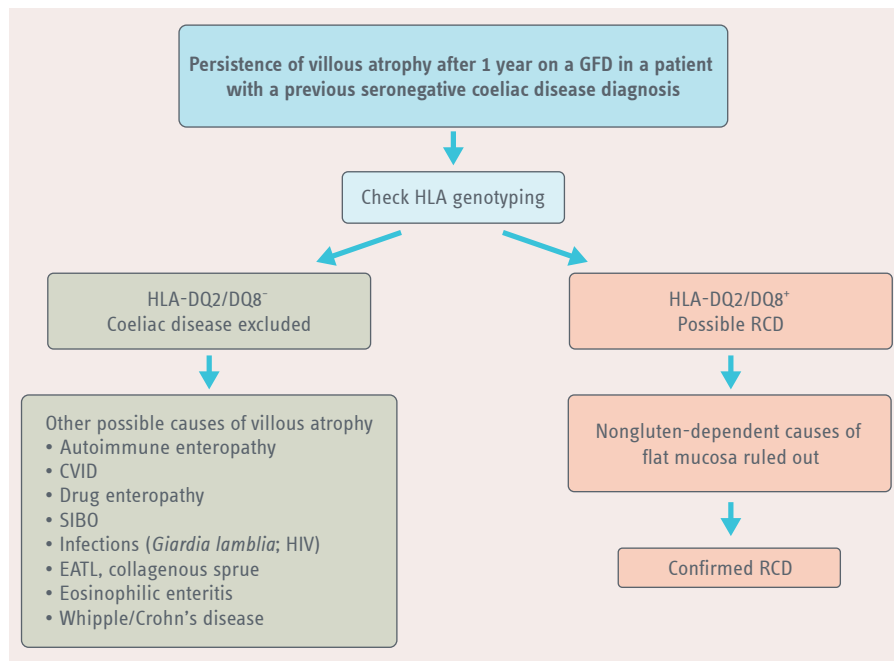 Persistence of villous atrophy after 1 year on a GFD in a patient
with a previous seronegative coeliac disease diagnosis
Check HLA genotyping
HLA-DQ2/DQ8⁻
Coeliac disease excluded
HLA-DQ2/DQ8⁺
Possible RCD
Other possible causes of villous atrophy
• Autoimmune enteropathy
• CVID
• Drug enteropathy
• SIBO
• Infections (Giardia lamblia; HIV)
• EATL, collagenous sprue
• Eosinophilic enteritis
• Whipple/Crohn's disease
Nongluten-dependent causes of
flat mucosa ruled out
Confirmed RCD